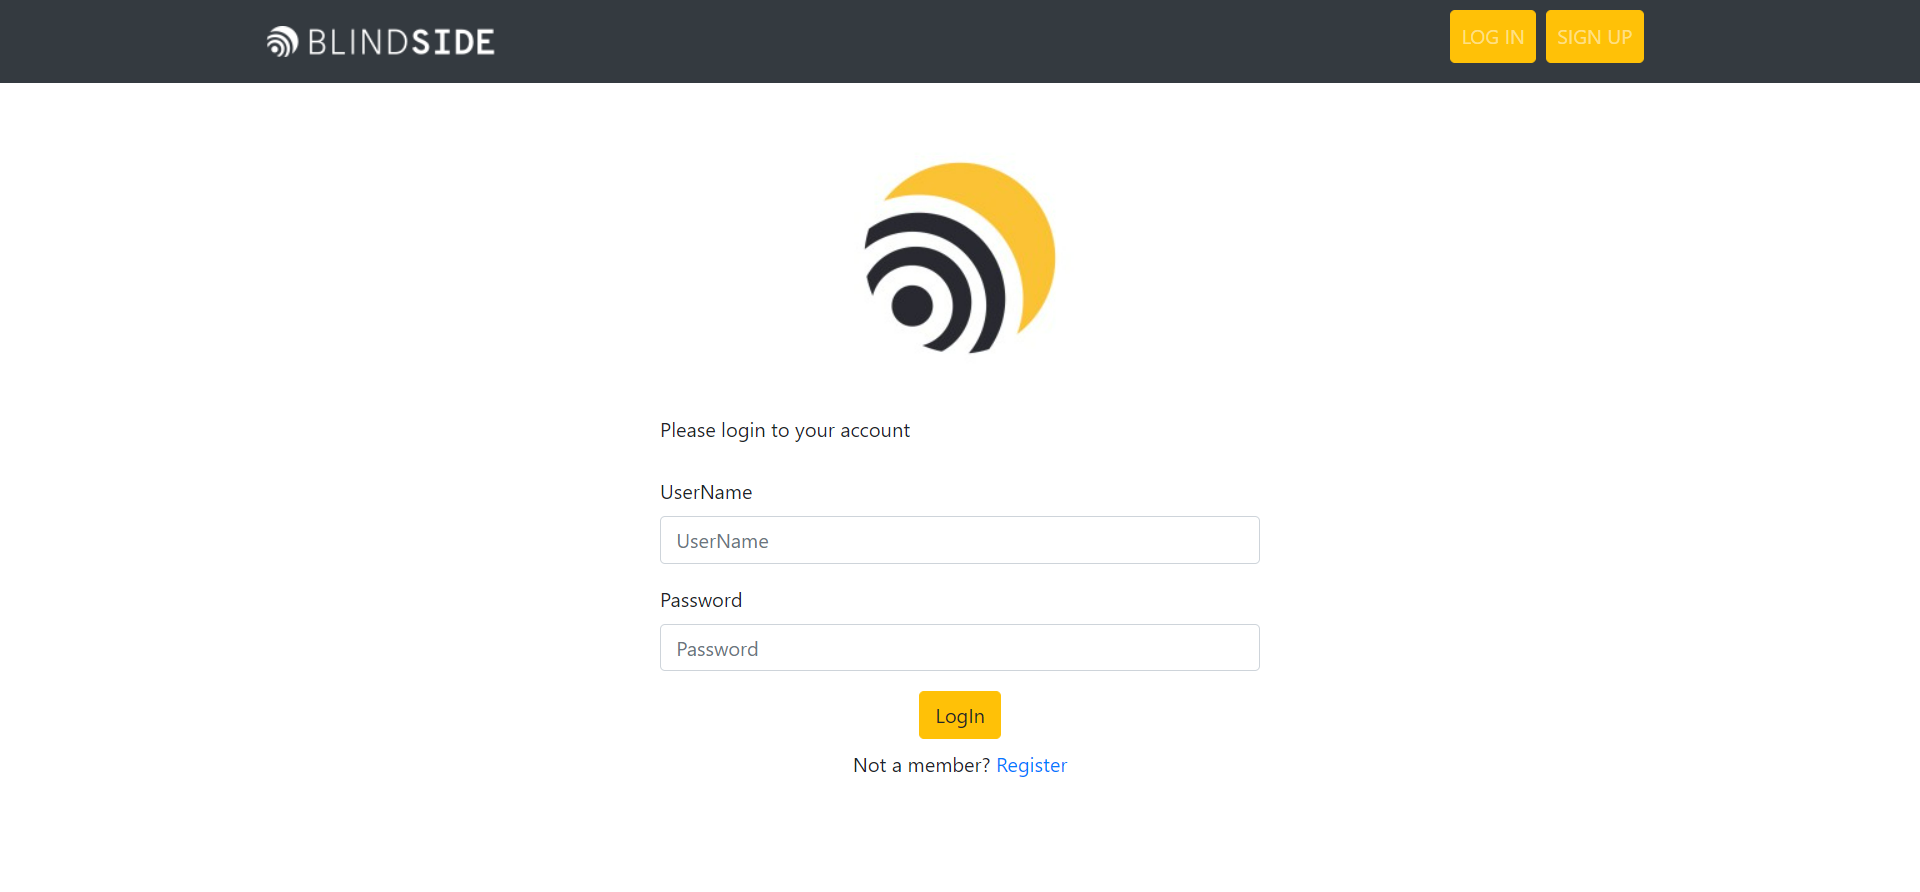 BLINDSIDE
LOG IN
SIGN UP
Please login to your account
UserName
UserName
Password
Password
LogIn
Not a member? Register